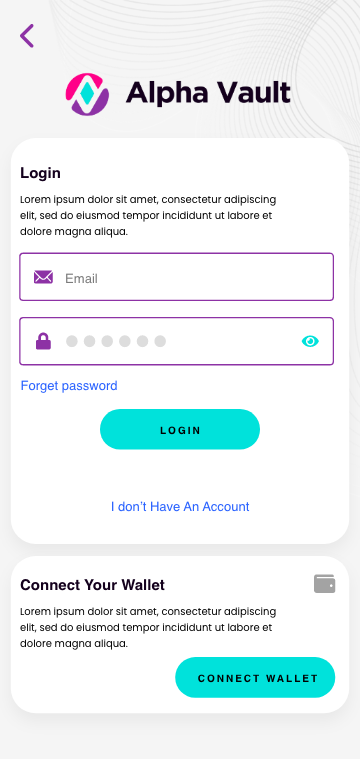 Alpha Vault
Login
Lorem ipsum dolor sit amet, consectetur adipiscing
elit, sed do eiusmod tempor incididunt ut labore et
dolore magna aliqua.
Email
Forget password
LOGIN
I don't Have An Account
Connect Your Wallet
Lorem ipsum dolor sit amet, consectetur adipiscing
elit, sed do eiusmod tempor incididunt ut labore et
dolore magna aliqua.
CONNECT WALLET